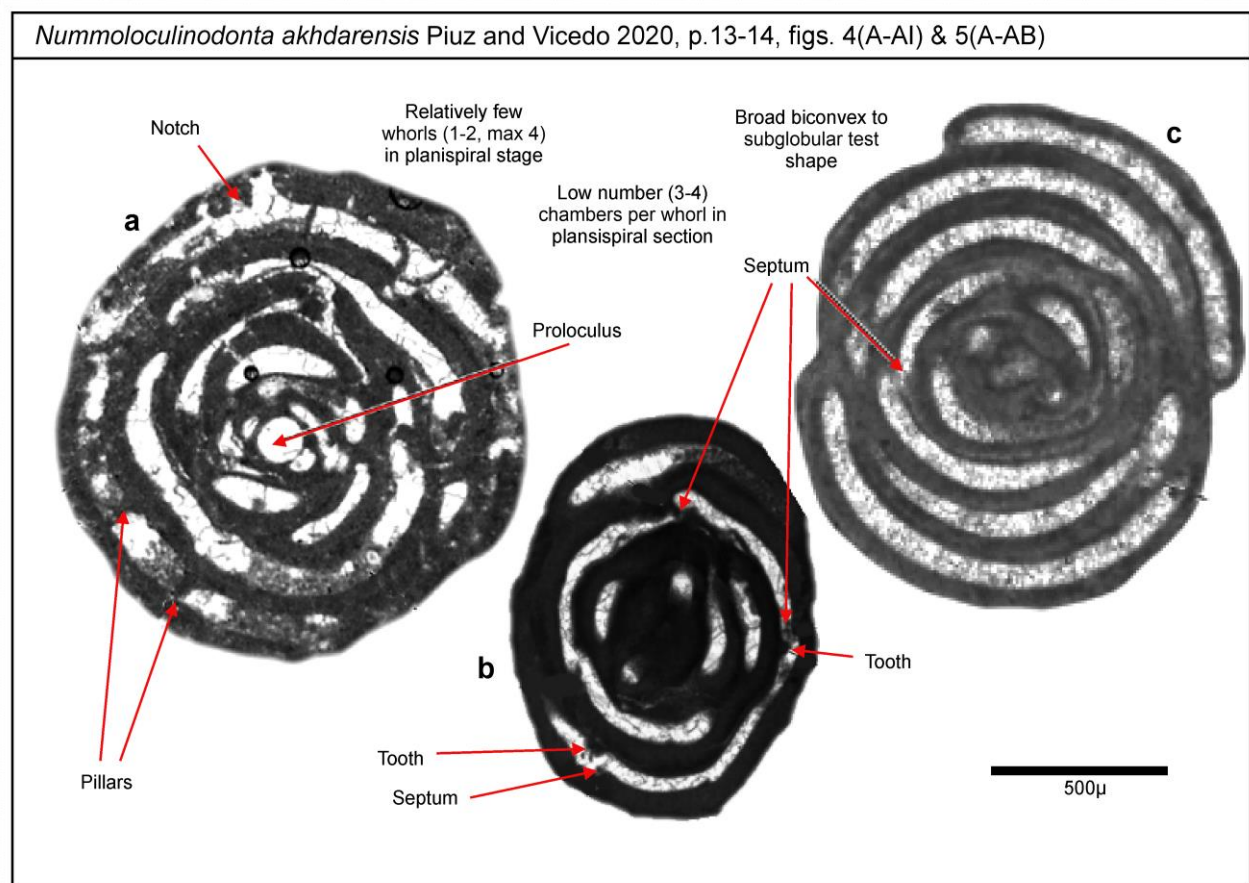 Nummoloculinodonta akhdarensis Piuz and Vicedo 2020, p.13-14, figs. 4(A-AI) & 5(A-AB)
Notch
Relatively few
whorls (1-2, max 4)
in planispiral stage
Broad biconvex to
subglobular test
shape
c
a
Low number (3-4)
chambers per whorl in
plansispiral section
Septum
Proloculus
b
Tooth
Tooth
Septum
Pillars
500µ